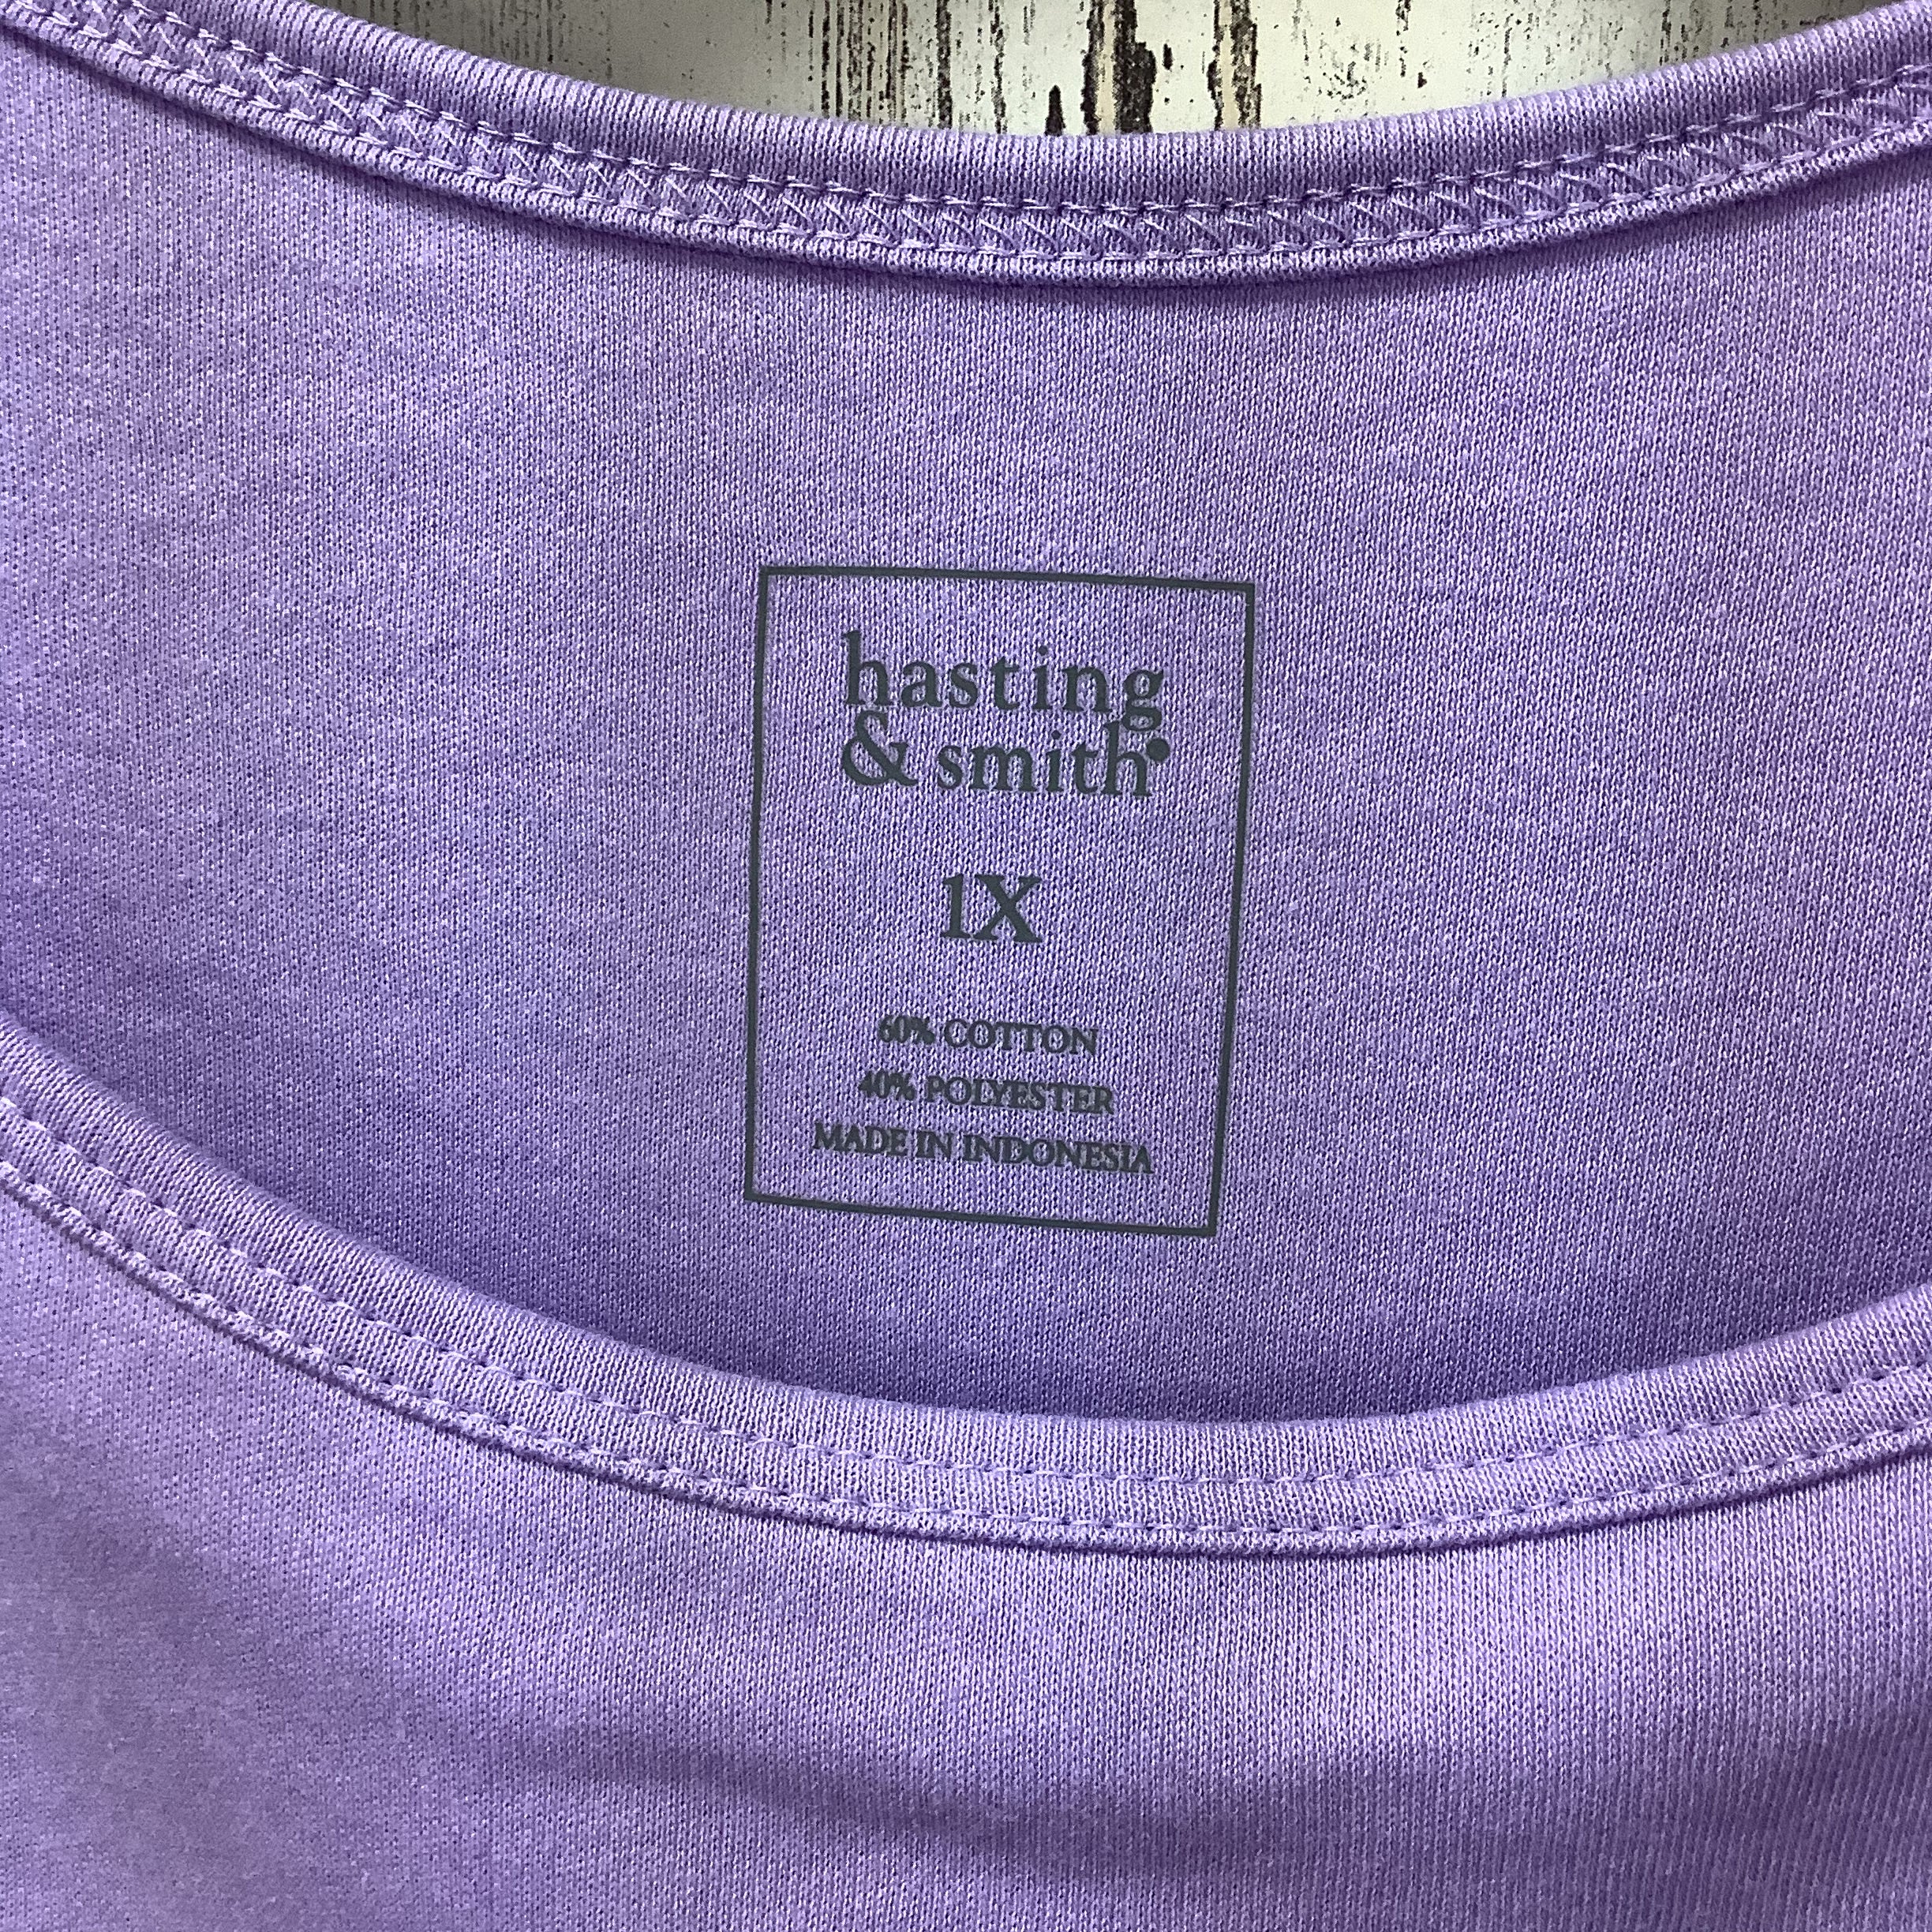 hasting
& smith
1X
60% COTTON
40% POLYESTER
MADE IN INDONESIA